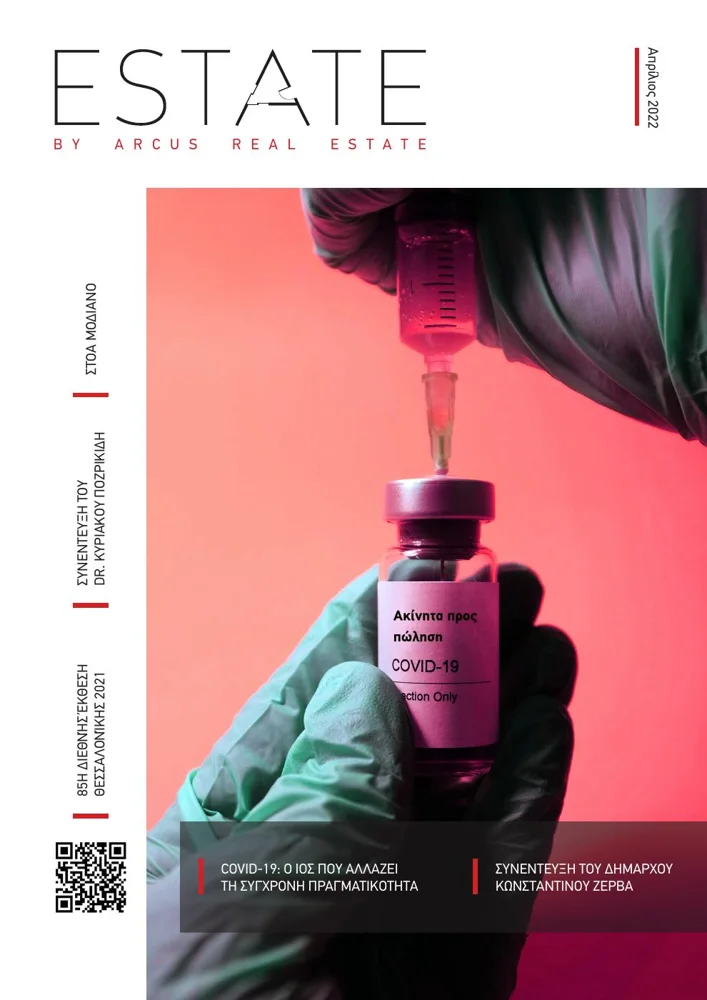 ESTATE
BY ARCUS REAL ESTATE
Απρίλιος 2022
ΣΤΟΑ ΜΟΔΙΑΝΟ
ΣΥΝΕΝΤΕΥΞΗ ΤΟΥ
DR. ΚΥΡΙΑΚΟΥ ΠΟΖΡΙΚΙΔΗ
85Η ΔΙΕΘΝΗΣ ΈΚΘΕΣΗ
ΘΕΣΣΑΛΟΝΙΚΗΣ 2021
Ακίνητα προς
πώληση
COVID-19
ection Only
COVID-19: Ο ΙΟΣ ΠΟΥ ΑΛΛΑΖΕΙ
ΤΗ ΣΥΓΧΡΟΝΗ ΠΡΑΓΜΑΤΙΚΟΤΗΤΑ
ΣΥΝΕΝΤΕΥΞΗ ΤΟΥ ΔΗΜΑΡΧΟΥ
ΚΩΝΣΤΑΝΤΙΝΟΥ ΖΕΡΒΑ